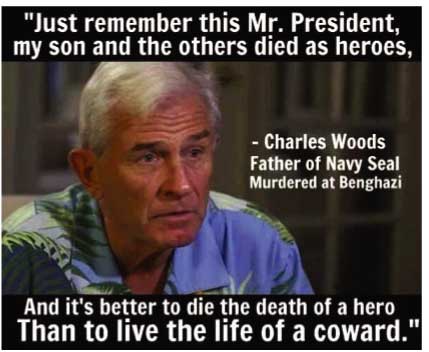 "Just remember this Mr. President,
my son and the others died as heroes,
- Charles Woods
Father of Navy Seal
Murdered at Benghazi
And it's better to die the death of a hero
Than to live the life of a coward."